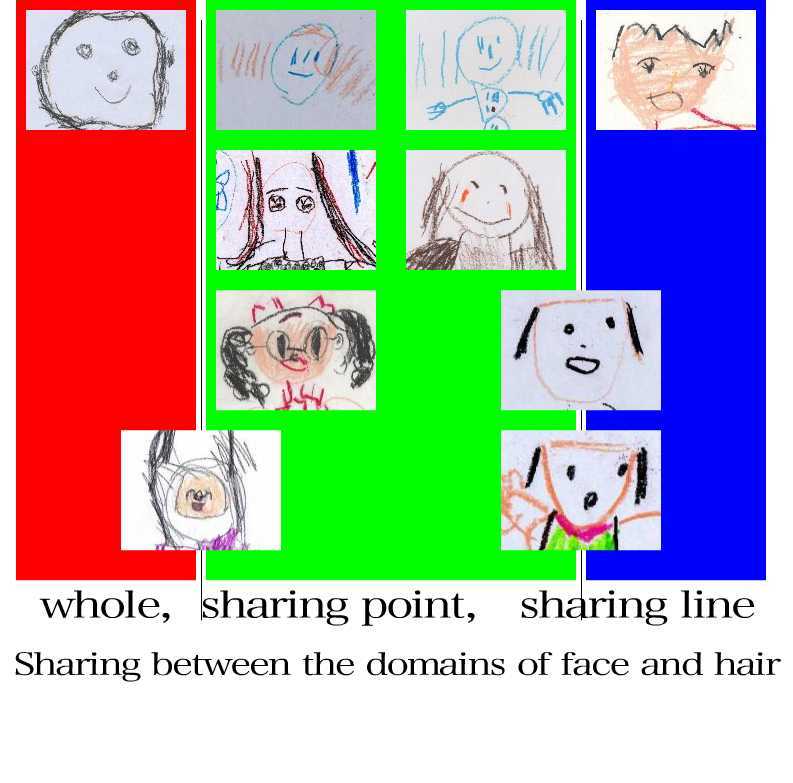 whole, sharing point, sharing line
Sharing between the domains of face and hair